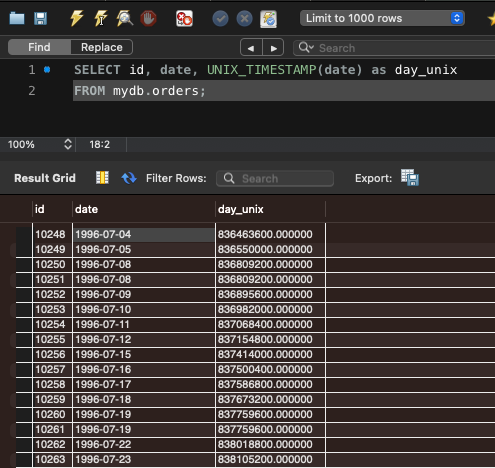 Limit to 1000 rows
Find Replace Search
1 SELECT id, date, UNIX_TIMESTAMP(date) as day_unix
2 FROM mydb.orders;
100% 18:2
Result Grid Filter Rows: Search Export:
id date day_unix
10248 1996-07-04 836463600.000000
10249 1996-07-05 836550000.000000
10250 1996-07-08 836809200.000000
10251 1996-07-08 836809200.000000
10252 1996-07-09 836895600.000000
10253 1996-07-10 836982000.000000
10254 1996-07-11 837068400.000000
10255 1996-07-12 837154800.000000
10256 1996-07-15 837414000.000000
10257 1996-07-16 837500400.000000
10258 1996-07-17 837586800.000000
10259 1996-07-18 837673200.000000
10260 1996-07-19 837759600.000000
10261 1996-07-19 837759600.000000
10262 1996-07-22 838018800.000000
10263 1996-07-23 838105200.000000